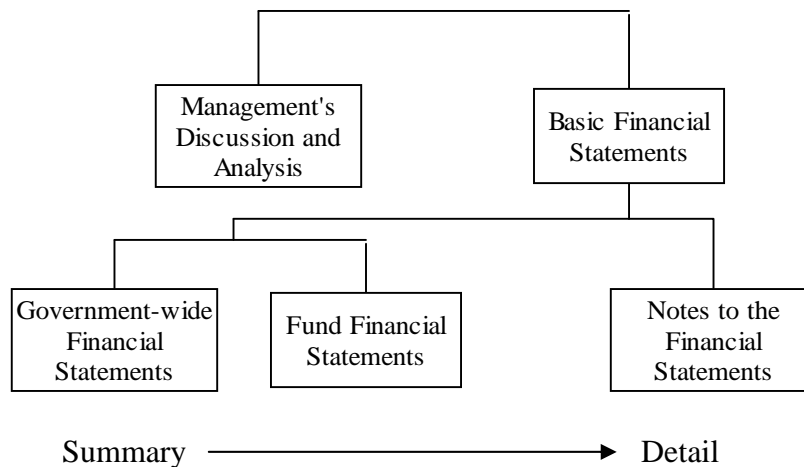 Management's
Discussion and
Analysis
Basic Financial
Statements
Government-wide
Financial
Statements
Fund Financial
Statements
Notes to the
Financial
Statements
Summary
Detail